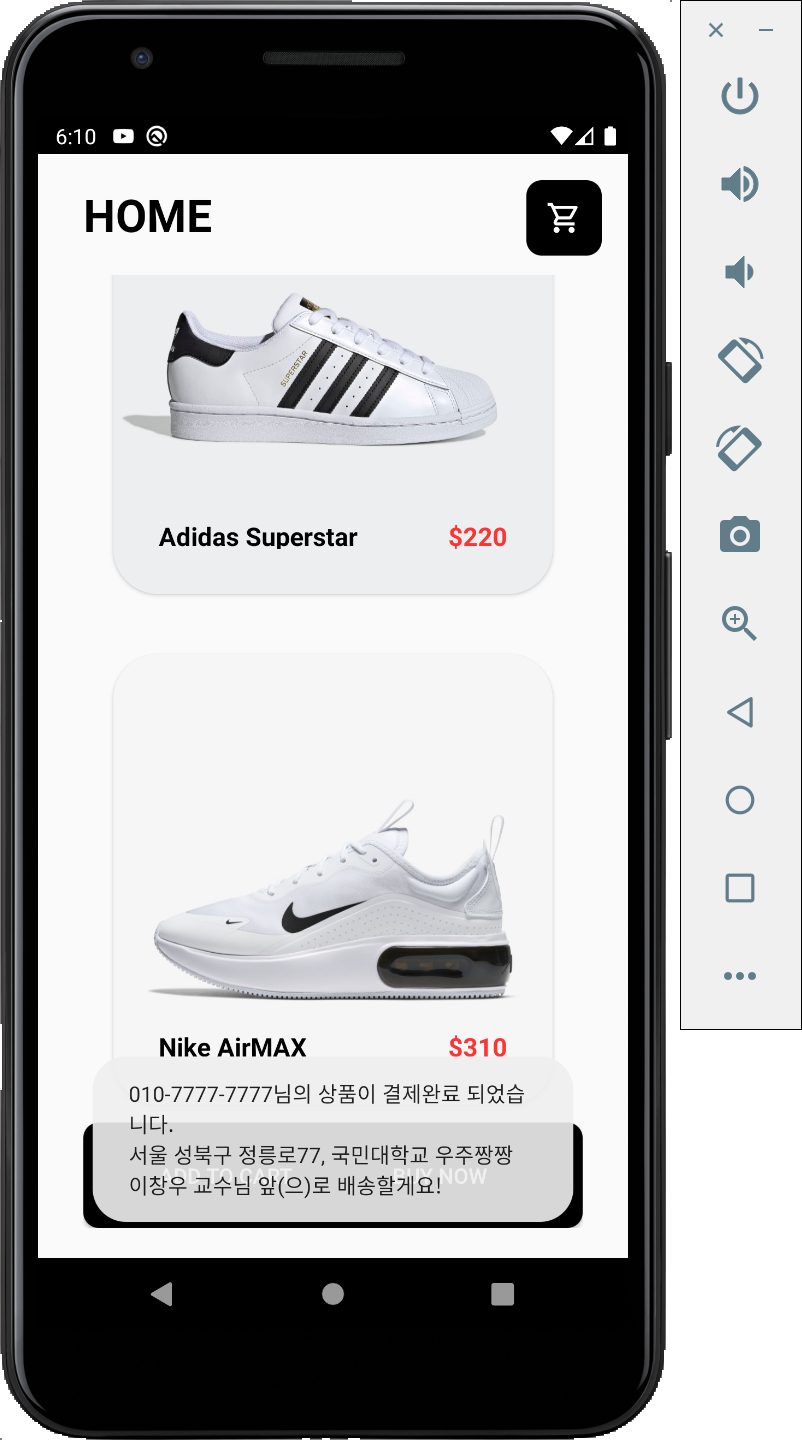 6:10
HOME
SUPERSTAR
Adidas Superstar $220
Nike AirMAX $310
010-7777-7777님의 상품이 결제완료 되었습
니다.
서울 성북구 정릉로77, 국민대학교 우주짱짱
이창우 교수님 앞(으)로 배송할게요!
ADD TO CART BUY NOW